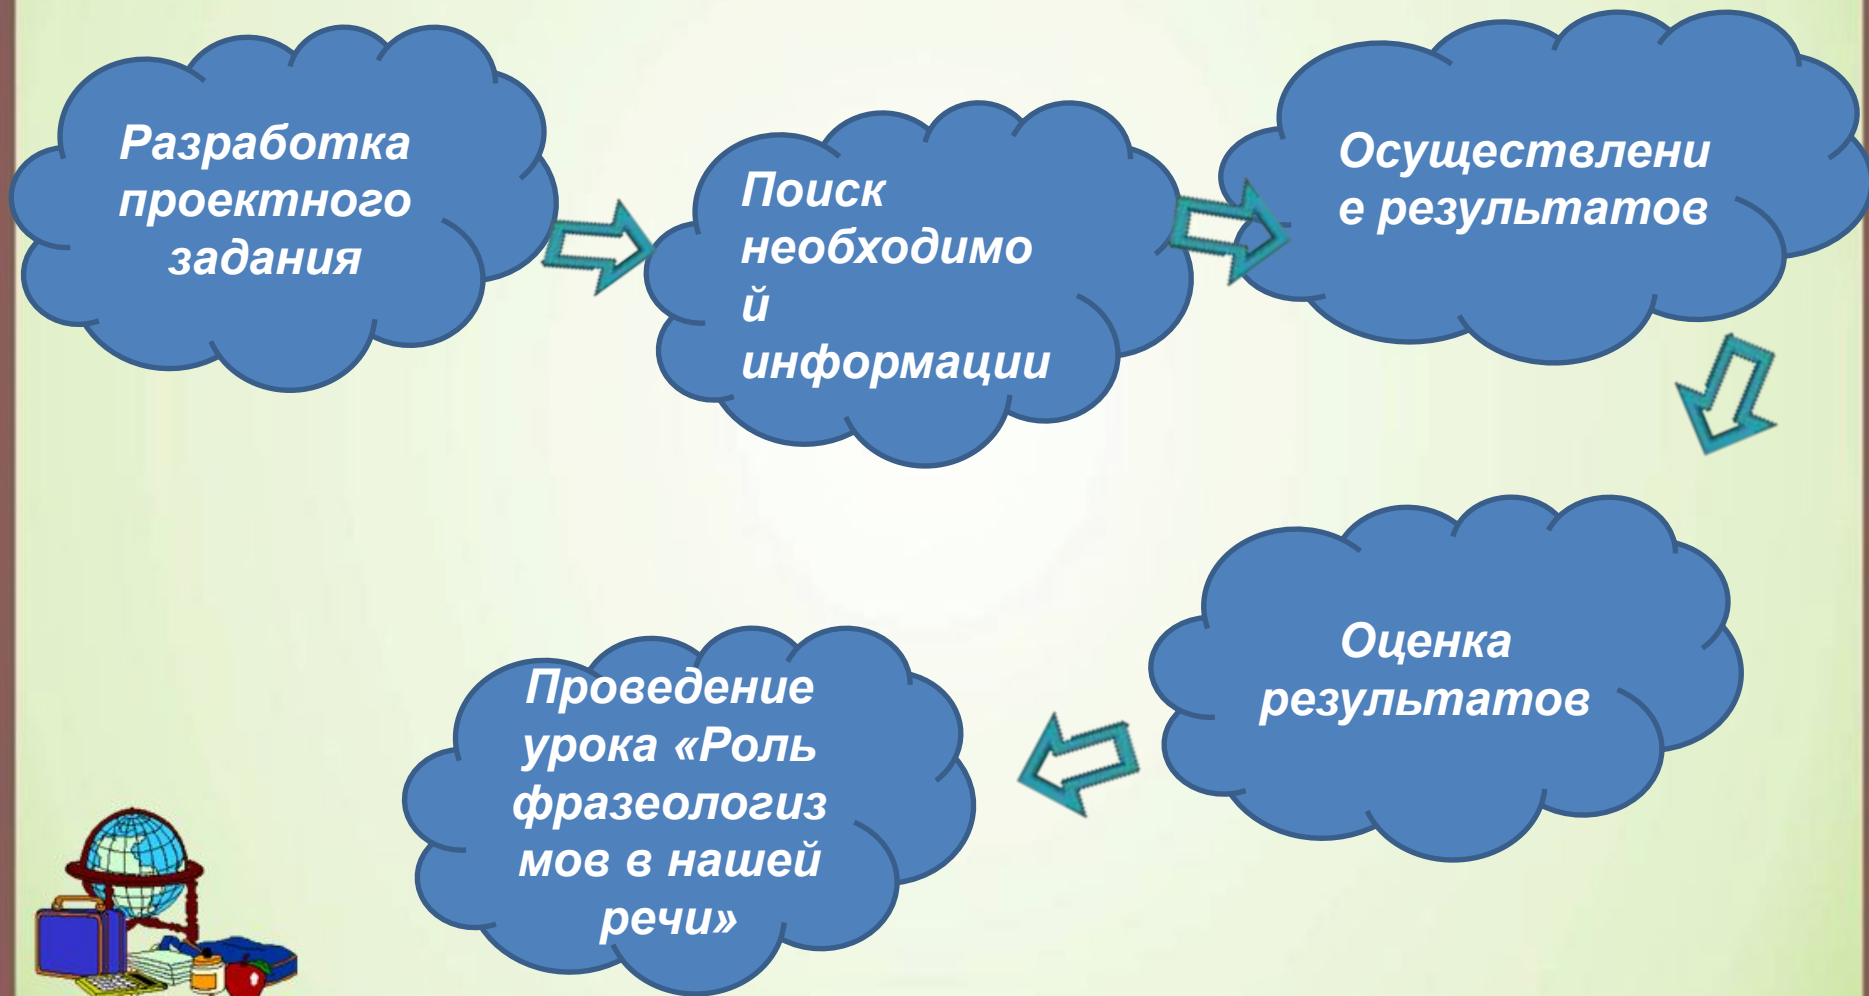 Разработка
проектного
задания
Поиск
необходимо
й
информации
Осуществлени
е результатов
Оценка
результатов
Проведение
урока «Роль
фразеологиз
мов в нашей
речи»